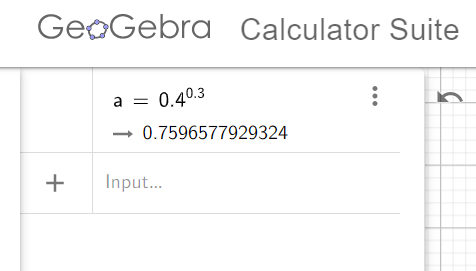 GeoGebra Calculator Suite
a = 0.4^0.3
→ 0.7596577929324
+ Input...